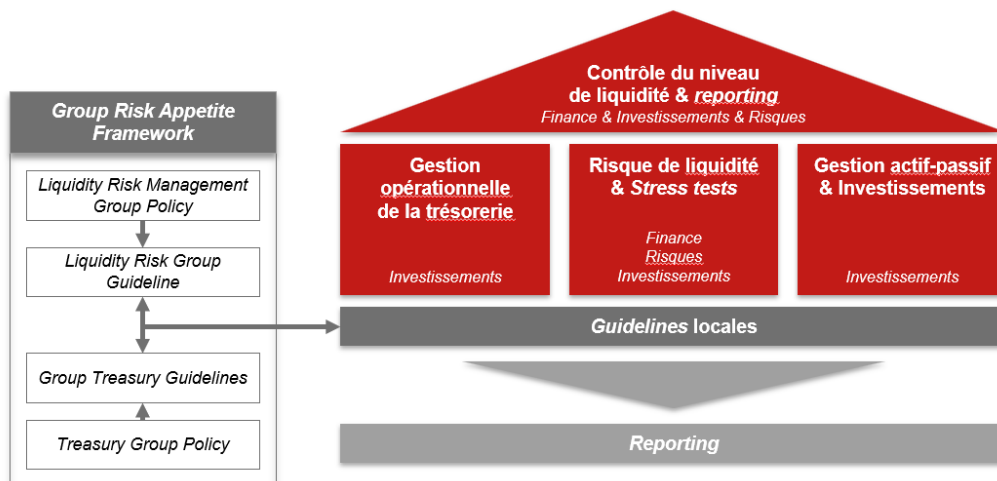 Group Risk Appetite
Framework
Liquidity Risk Management
Group Policy
Liquidity Risk Group
Guideline
Group Treasury Guidelines
Treasury Group Policy
Contrôle du niveau
de liquidité & reporting
Finance & Investissements & Risques
Gestion
opérationnelle
de la trésorerie
Investissements
Risque de liquidité
& Stress tests
Finance
Risques
Investissements
Gestion actif-passif
& Investissements
Investissements
Guidelines locales
Reporting